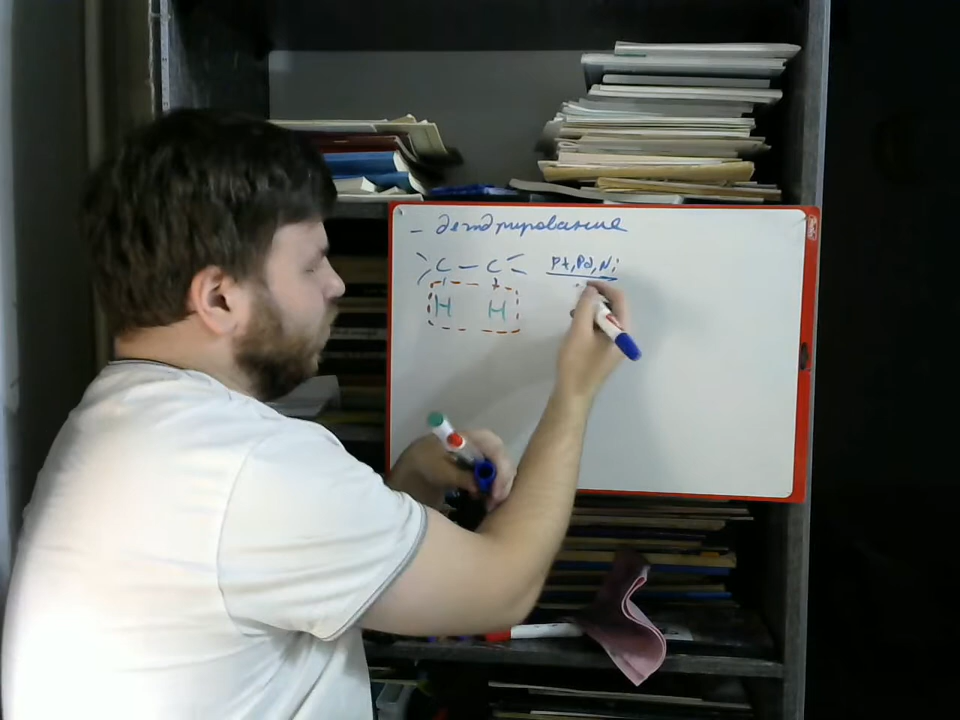 - дегидрирование
C - C Pt, Pd, Ni
H H